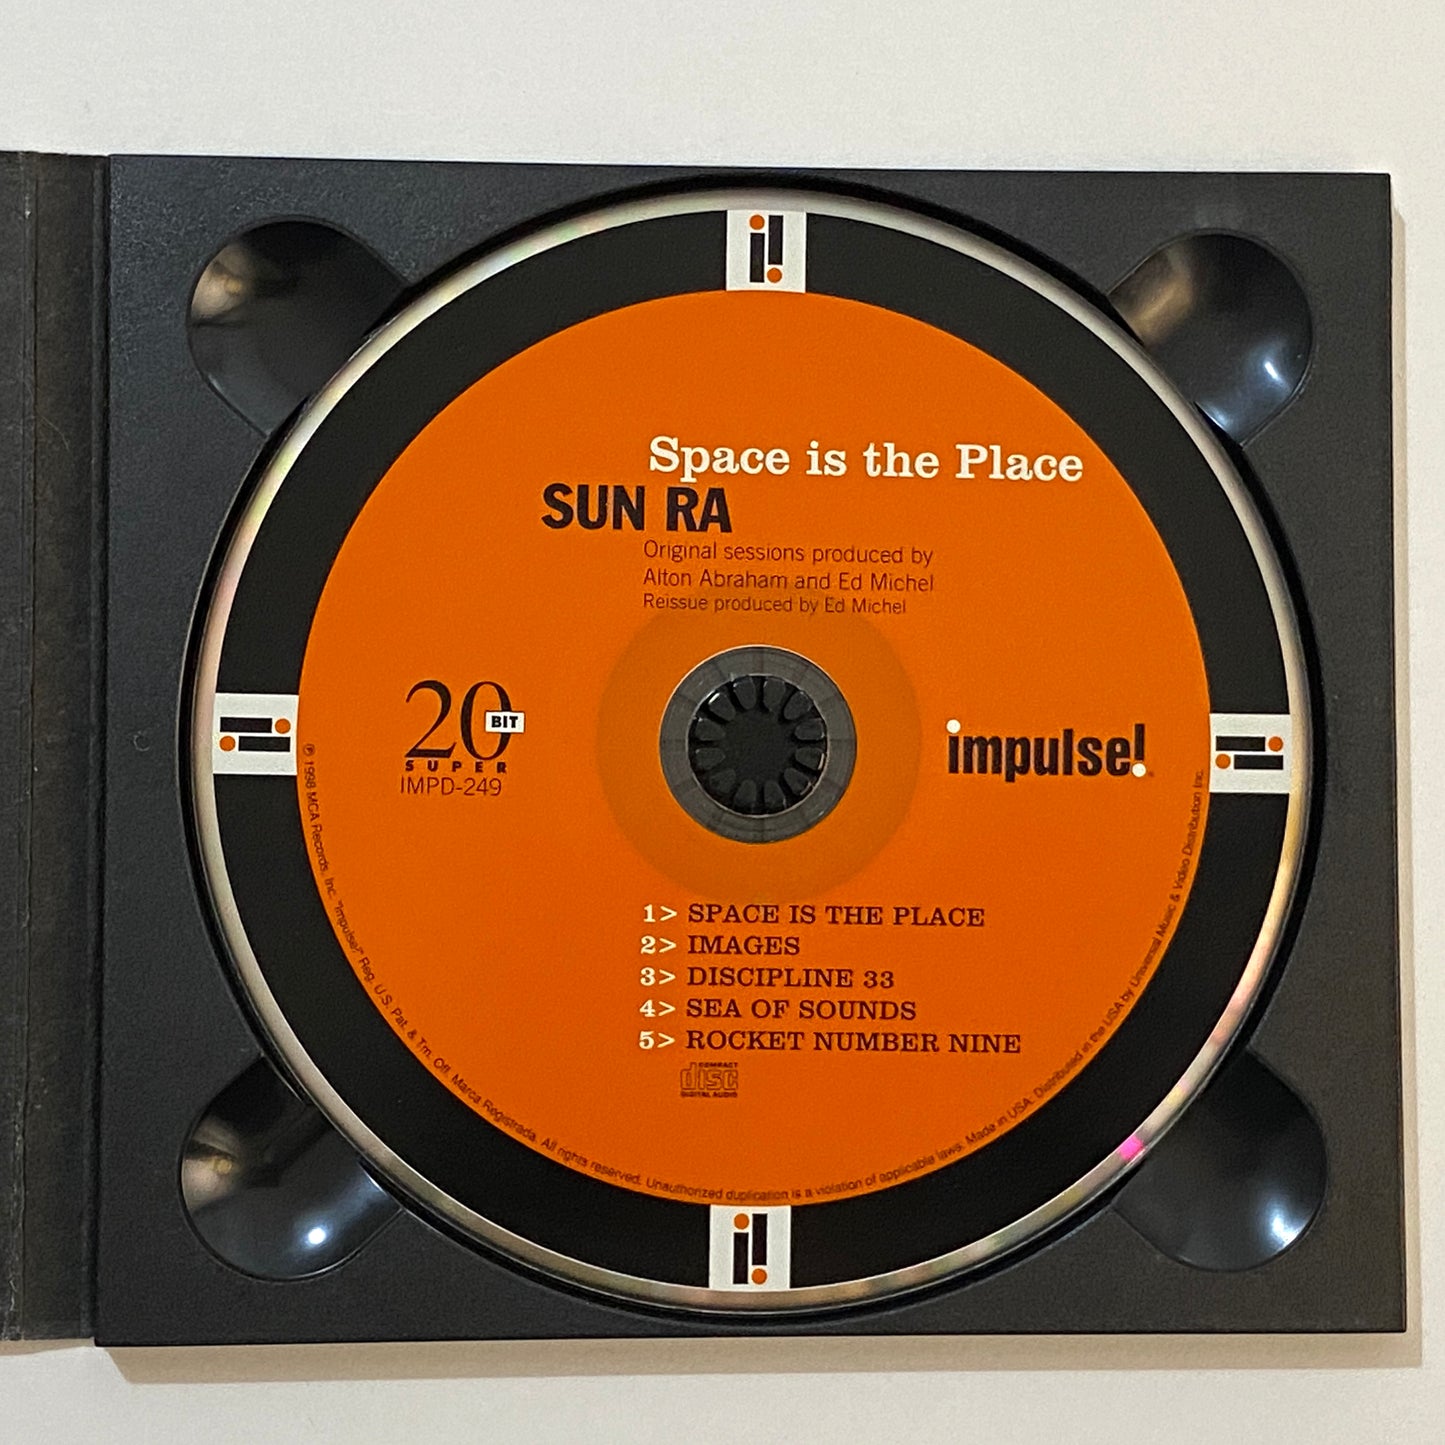 Space is the Place
SUN RA
Original sessions produced by
Alton Abraham and Ed Michel
Reissue produced by Ed Michel
20
BIT
SUPER
IMPD-249
impulse!
1> SPACE IS THE PLACE
2> IMAGES
3> DISCIPLINE 33
4> SEA OF SOUNDS
5> ROCKET NUMBER NINE
COMPACT
disc
DIGITAL AUDIO
℗ 1998 MCA Records, Inc. "impulse!" Reg. U.S. Pat. & Tm. Off. Marca Registrada. All rights reserved. Unauthorized duplication is a violation of applicable laws. Made in USA. Distributed in the USA by Universal Music & Video Distribution Inc.